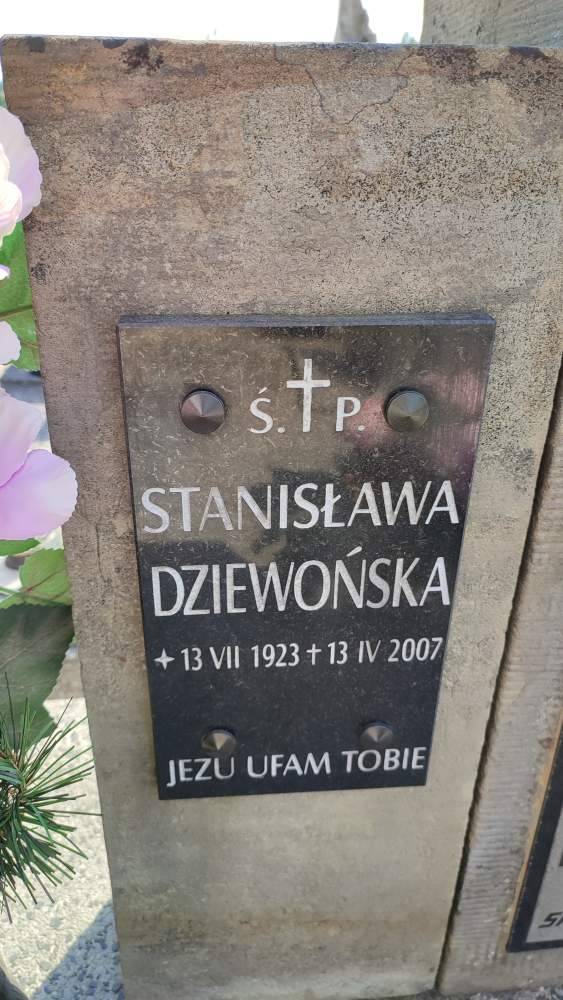 Ś. † P.
STANISŁAWA
DZIEWOŃSKA
✦ 13 VII 1923 † 13 IV 2007
JEZU UFAM TOBIE